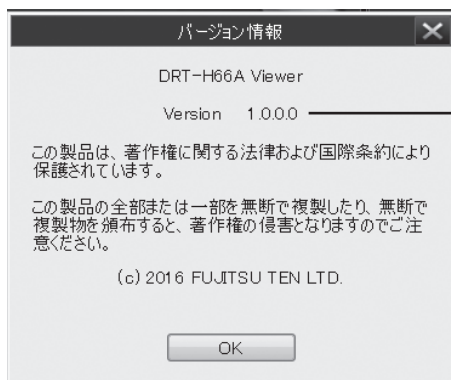 バージョン情報
DRT-H66A Viewer
Version 1.0.0.0
この製品は、著作権に関する法律および国際条約により
保護されています。
この製品の全部または一部を無断で複製したり、無断で
複製物を頒布すると、著作権の侵害となりますのでご注
意ください。
(c) 2016 FUJITSU TEN LTD.
OK